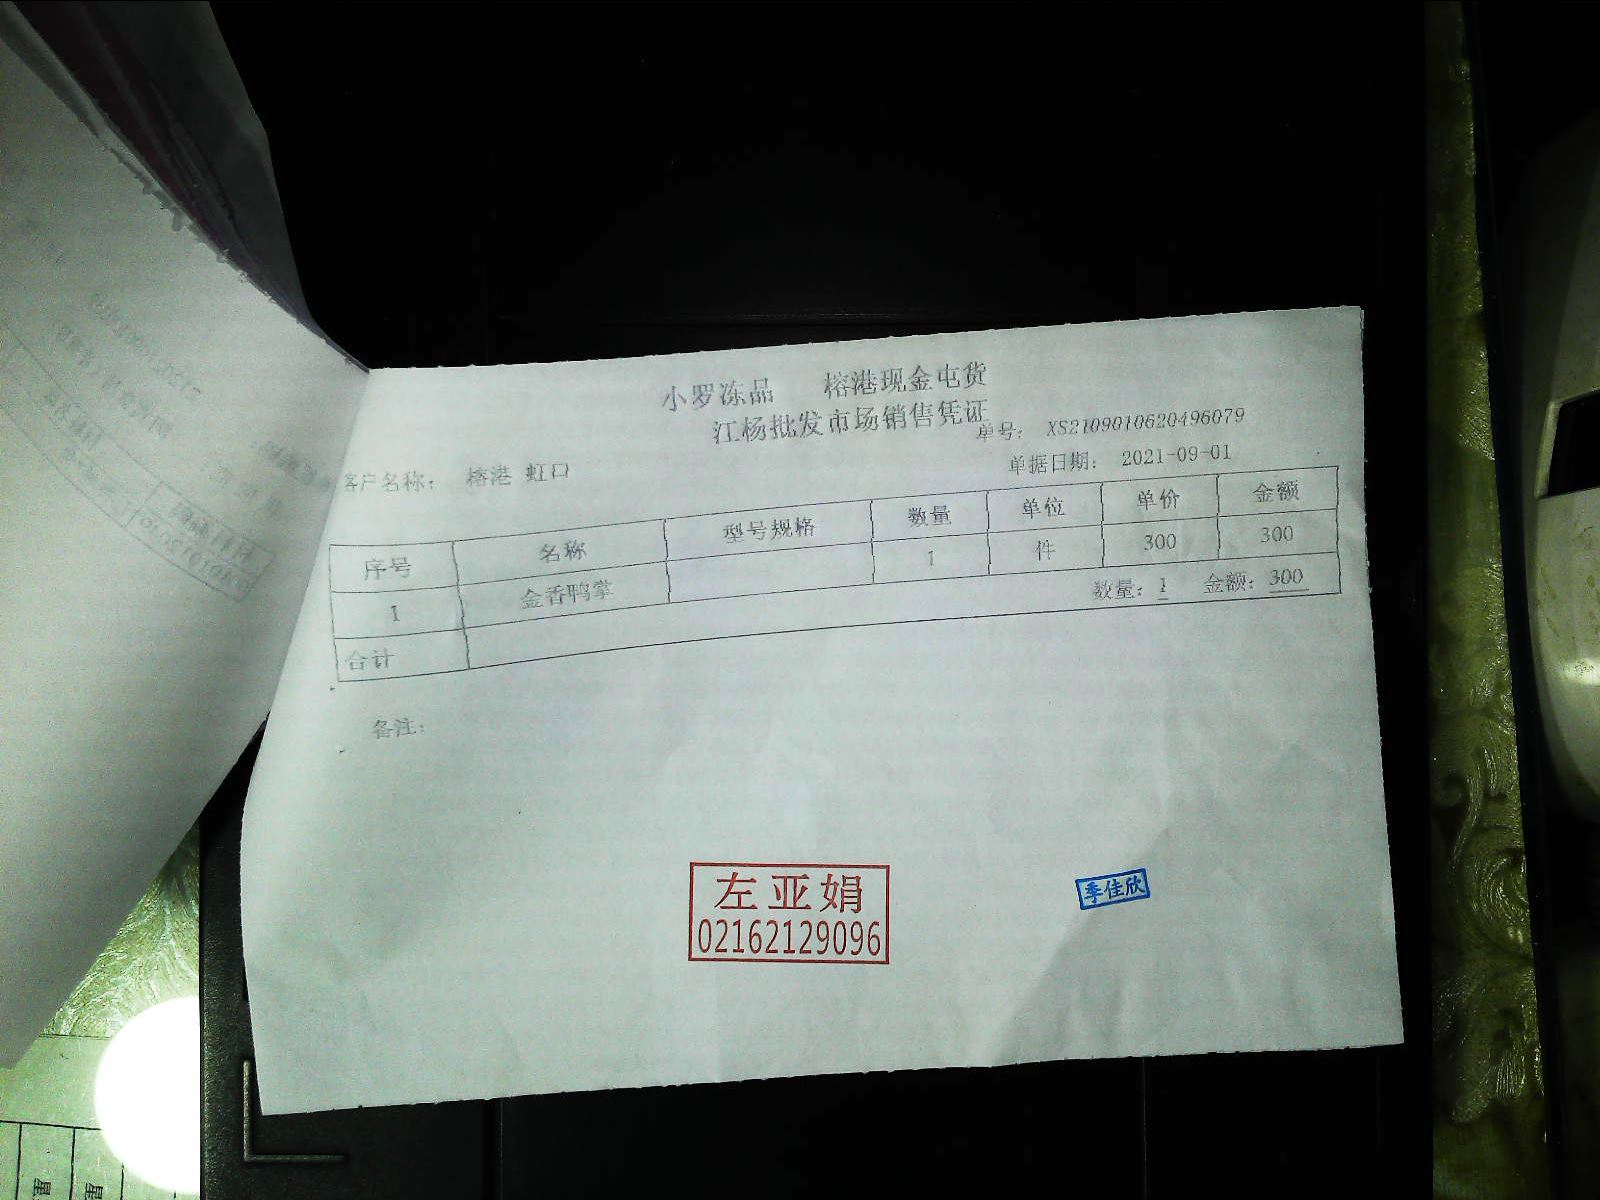 小罗冻品 榕港现金屯货
江杨批发市场销售凭证
单号： XS2109010620496079
客户名称： 榕港 虹口
单据日期： 2021-09-01
序号 名称 型号规格 数量 单位 单价 金额
1 金香鸭掌 1 件 300 300
合计 数量：1 金额：300
备注：
左亚娟
02162129096
季佳欣